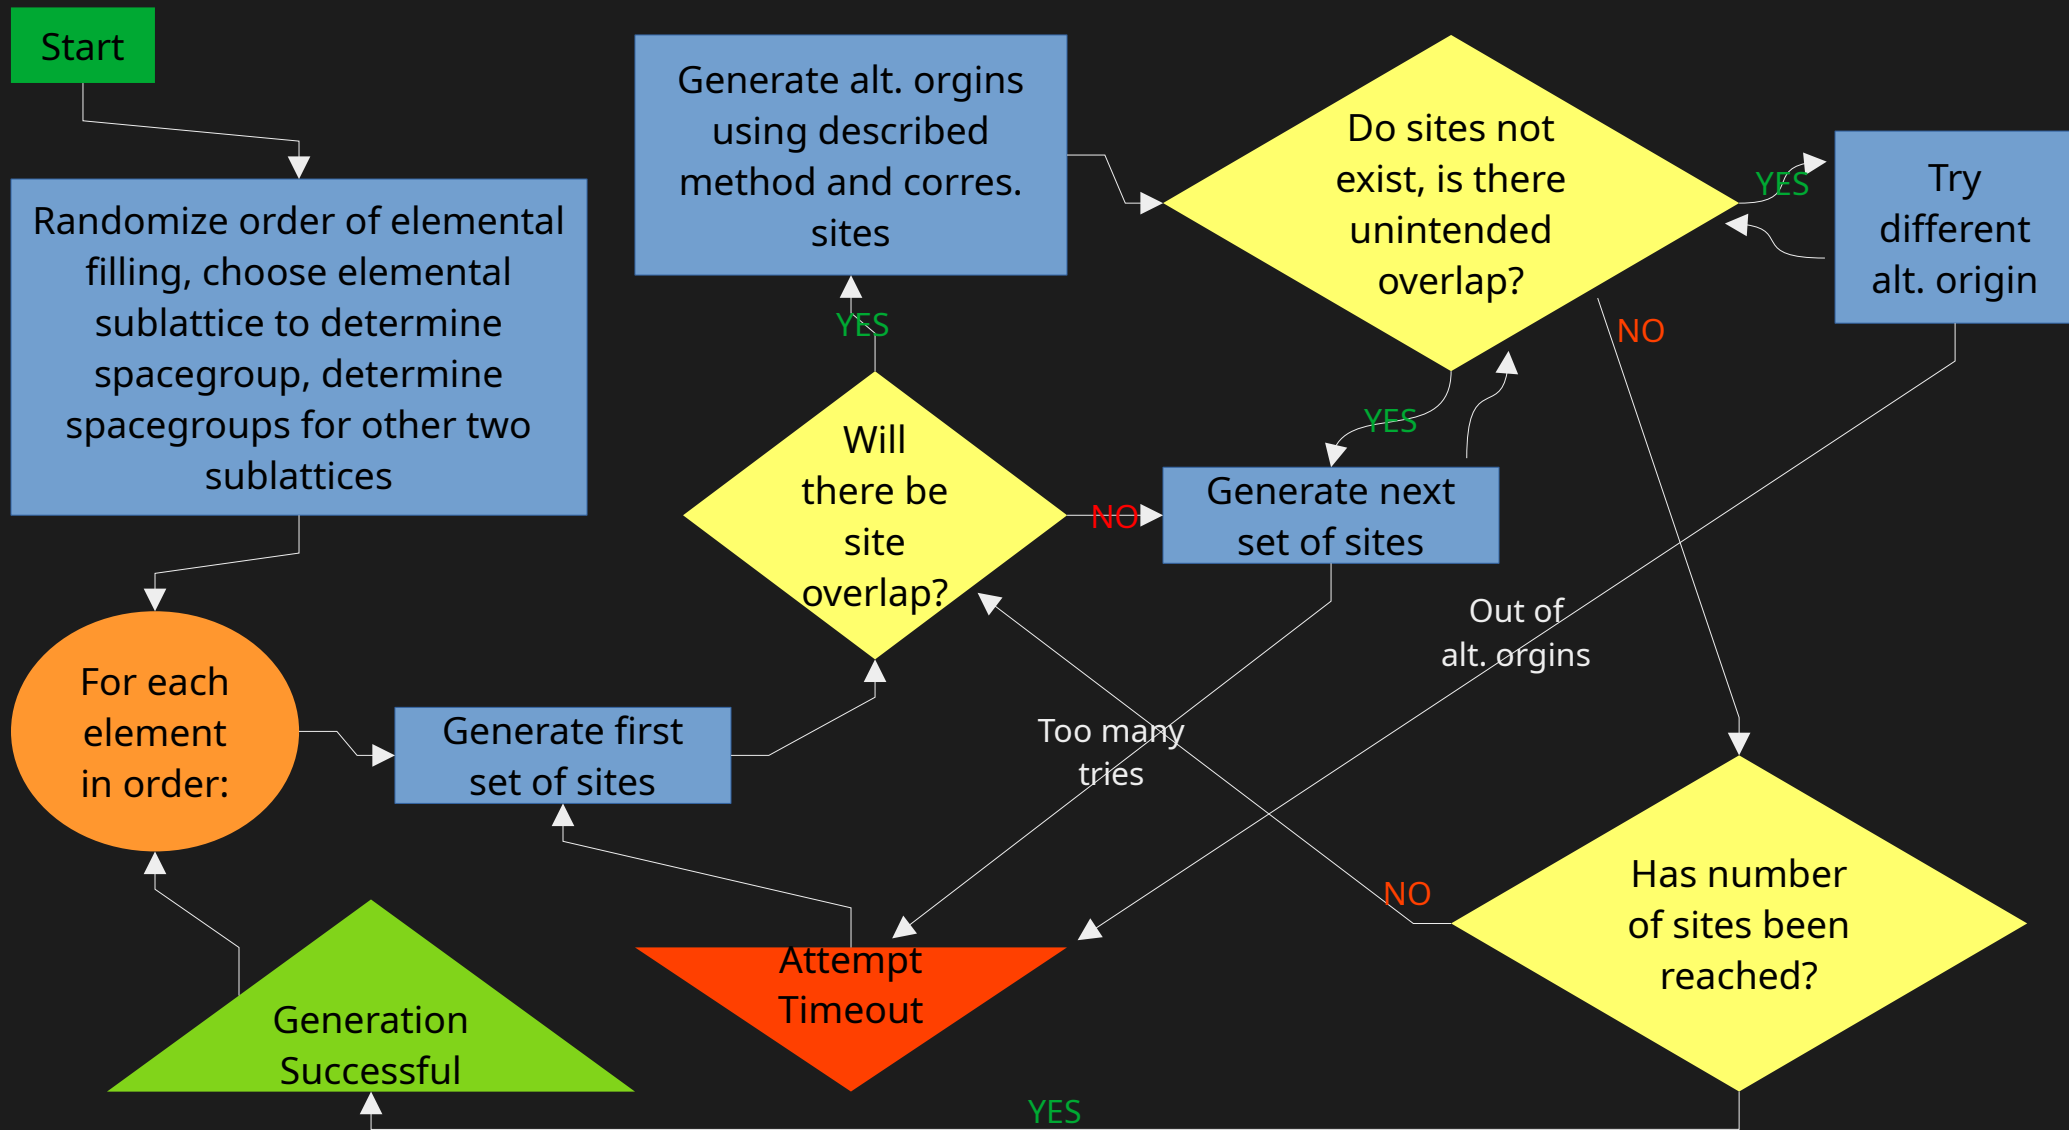 Start
Randomize order of elemental
filling, choose elemental
sublattice to determine
spacegroup, determine
spacegroups for other two
sublattices
For each
element
in order:
Generate first
set of sites
Will
there be
site
overlap?
YES
NO
Generate alt. orgins
using described
method and corres.
sites
Do sites not
exist, is there
unintended
overlap?
YES
Try
different
alt. origin
NO
YES
Generate next
set of sites
Out of
alt. orgins
Too many
tries
NO
Has number
of sites been
reached?
Attempt
Timeout
Generation
Successful
YES